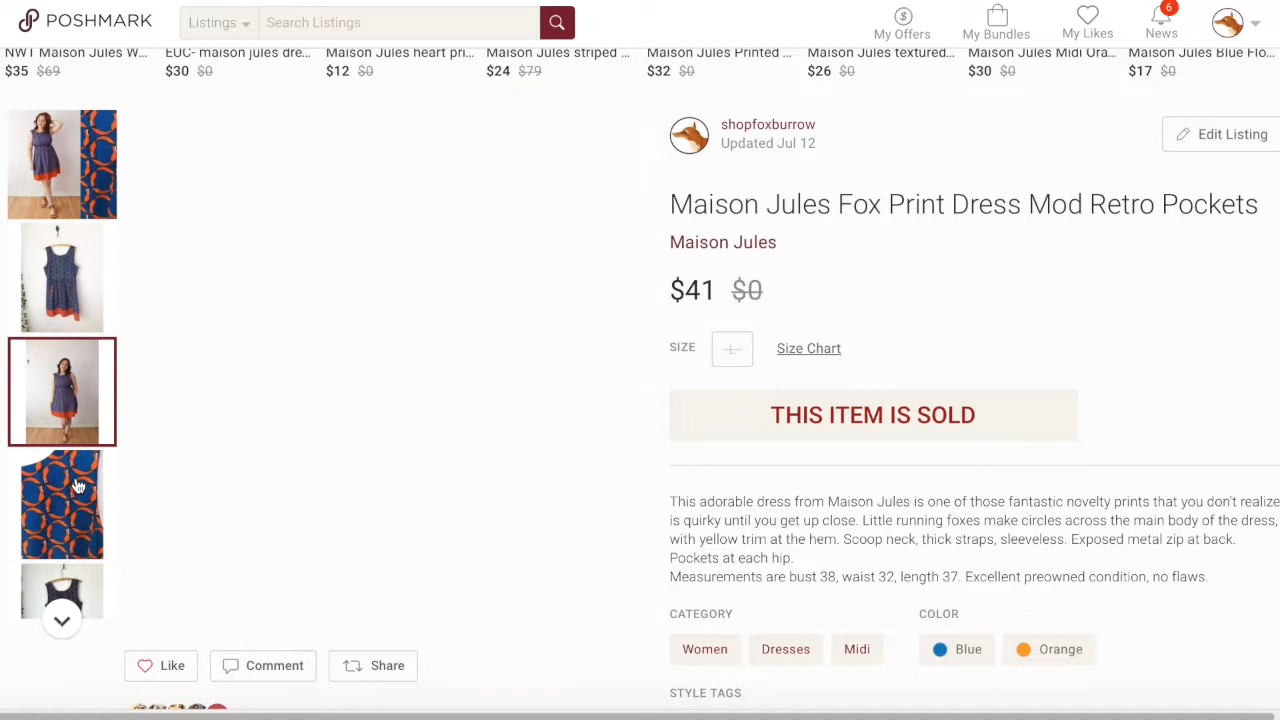 POSHMARK
Listings
Search Listings
My Offers
My Bundles
My Likes
6
News
NWT Maison Jules W...
EUC- maison jules dre...
Maison Jules heart pri...
Maison Jules striped ...
Maison Jules Printed ...
Maison Jules textured...
Maison Jules Midi Ora...
Maison Jules Blue Flo...
$35 $69
$30 $0
$12 $0
$24 $79
$32 $0
$26 $0
$30 $0
$17 $0
shopfoxburrow
Updated Jul 12
Edit Listing
Maison Jules Fox Print Dress Mod Retro Pockets
Maison Jules
$41 $0
SIZE
L
Size Chart
THIS ITEM IS SOLD
This adorable dress from Maison Jules is one of those fantastic novelty prints that you don't realize
is quirky until you get up close. Little running foxes make circles across the main body of the dress,
with yellow trim at the hem. Scoop neck, thick straps, sleeveless. Exposed metal zip at back.
Pockets at each hip.
Measurements are bust 38, waist 32, length 37. Excellent preowned condition, no flaws.
CATEGORY
COLOR
Women
Dresses
Midi
Blue
Orange
Like
Comment
Share
STYLE TAGS